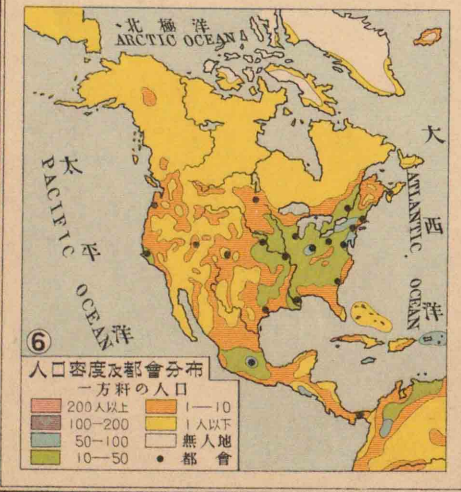 北極洋
ARCTIC OCEAN
太平洋
PACIFIC OCEAN
大西洋
ATLANTIC OCEAN
⑥
人口密度及都會分布
一方粁の人口
200人以上
100-200
50-100
10-50
1-10
1人以下
無人地
都會